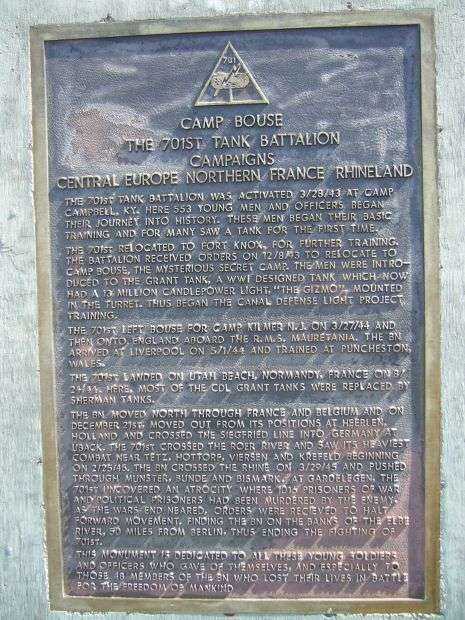 701
CAMP BOUSE
THE 701ST TANK BATTALION
CAMPAIGNS
CENTRAL EUROPE NORTHERN FRANCE RHINELAND
THE 701ST TANK BATTALION WAS ACTIVATED 3/28/43 AT CAMP
CAMPBELL, KY. HERE 553 YOUNG MEN AND OFFICERS BEGAN
THEIR JOURNEY INTO HISTORY. THESE MEN BEGAN THEIR BASIC
TRAINING AND FOR MANY SAW A TANK FOR THE FIRST TIME.
THE 701ST RELOCATED TO FORT KNOX, FOR FURTHER TRAINING.
THE BATTALION RECEIVED ORDERS ON 12/8/43 TO RELOCATE TO
CAMP BOUSE, THE MYSTERIOUS SECRET CAMP. THE MEN WERE INTRO-
DUCED TO THE GRANT TANK, A WWI DESIGNED TANK, WHICH NOW
HAD A 13 MILLION CANDLEPOWER LIGHT, "THE GIZMO", MOUNTED
IN THE TURRET. THUS BEGAN THE CANAL DEFENSE LIGHT PROJECT
TRAINING.
THE 701ST LEFT BOUSE FOR CAMP KILMER N.J. ON 3/27/44 AND
THEN ONTO ENGLAND ABOARD THE R.M.S. MAURETANIA. THE BN
ARRIVED AT LIVERPOOL ON 5/1/44 AND TRAINED AT PUNCHESTON,
WALES.
THE 701ST LANDED ON UTAH BEACH, NORMANDY, FRANCE ON 8/
24/44. HERE, MOST OF THE CDL GRANT TANKS WERE REPLACED BY
SHERMAN TANKS.
THE BN. MOVED NORTH THROUGH FRANCE AND BELGIUM AND ON
DECEMBER 21ST, MOVED OUT FROM ITS POSITIONS AT HEERLEN,
HOLLAND AND CROSSED THE SIEGFRIED LINE INTO GERMANY AT
UBACK. THE 701ST CROSSED THE ROER RIVER AND SAW ITS HEAVIEST
COMBAT NEAR TETZ, HOTTORF, VIERSEN AND KREFELD BEGINNING
ON 2/25/45. THE BN CROSSED THE RHINE ON 3/29/45 AND PUSHED
THROUGH MUNSTER, BUNDE AND BISMARK. AT GARDELEGEN, THE
701ST UNCOVERED AN ATROCITY WHERE 1016 PRISONERS OF WAR
AND POLITICAL PRISONERS HAD BEEN MURDERED BY THE ENEMY.
AS THE WARS END NEARED, ORDERS WERE RECIEVED TO HALT
FORWARD MOVEMENT, FINDING THE BN ON THE BANKS OF THE ELBE
RIVER, 50 MILES FROM BERLIN, THUS ENDING THE FIGHTING OF
701ST.
THIS MONUMENT IS DEDICATED TO ALL THESE YOUNG SOLDIERS
AND OFFICERS WHO GAVE OF THEMSELVES, AND ESPECIALLY TO
THOSE 18 MEMBERS OF THE BN WHO LOST THEIR LIVES IN BATTLE
FOR THE FREEDOM OF MANKIND